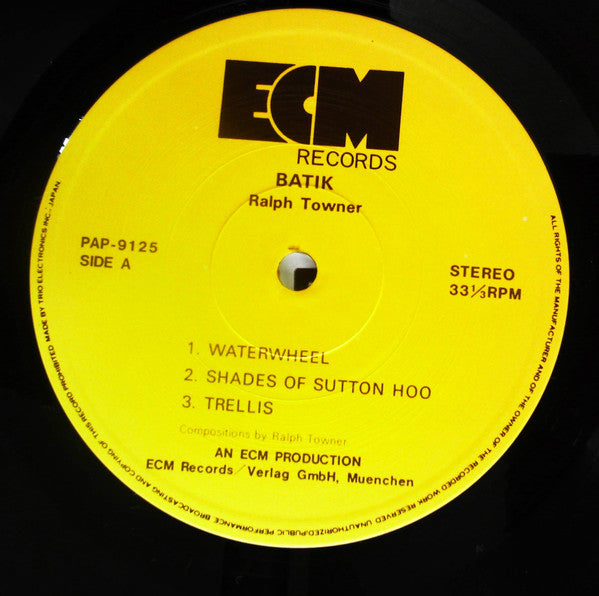 ECM
RECORDS
BATIK
Ralph Towner
PAP-9125
SIDE A
STEREO
33⅓RPM
1. WATERWHEEL
2. SHADES OF SUTTON HOO
3. TRELLIS
Compositions by Ralph Towner
AN ECM PRODUCTION
ECM Records/Verlag GmbH, Muenchen
ALL RIGHTS OF THE MANUFACTURER AND OF THE OWNER OF THE RECORDED WORK RESERVED UNAUTHORIZED.PUBLIC PERFORMANCE BROADCASTING AND COPYING OF THIS RECORD PROHIBITED MADE BY TRIO ELECTRONICS INC. JAPAN